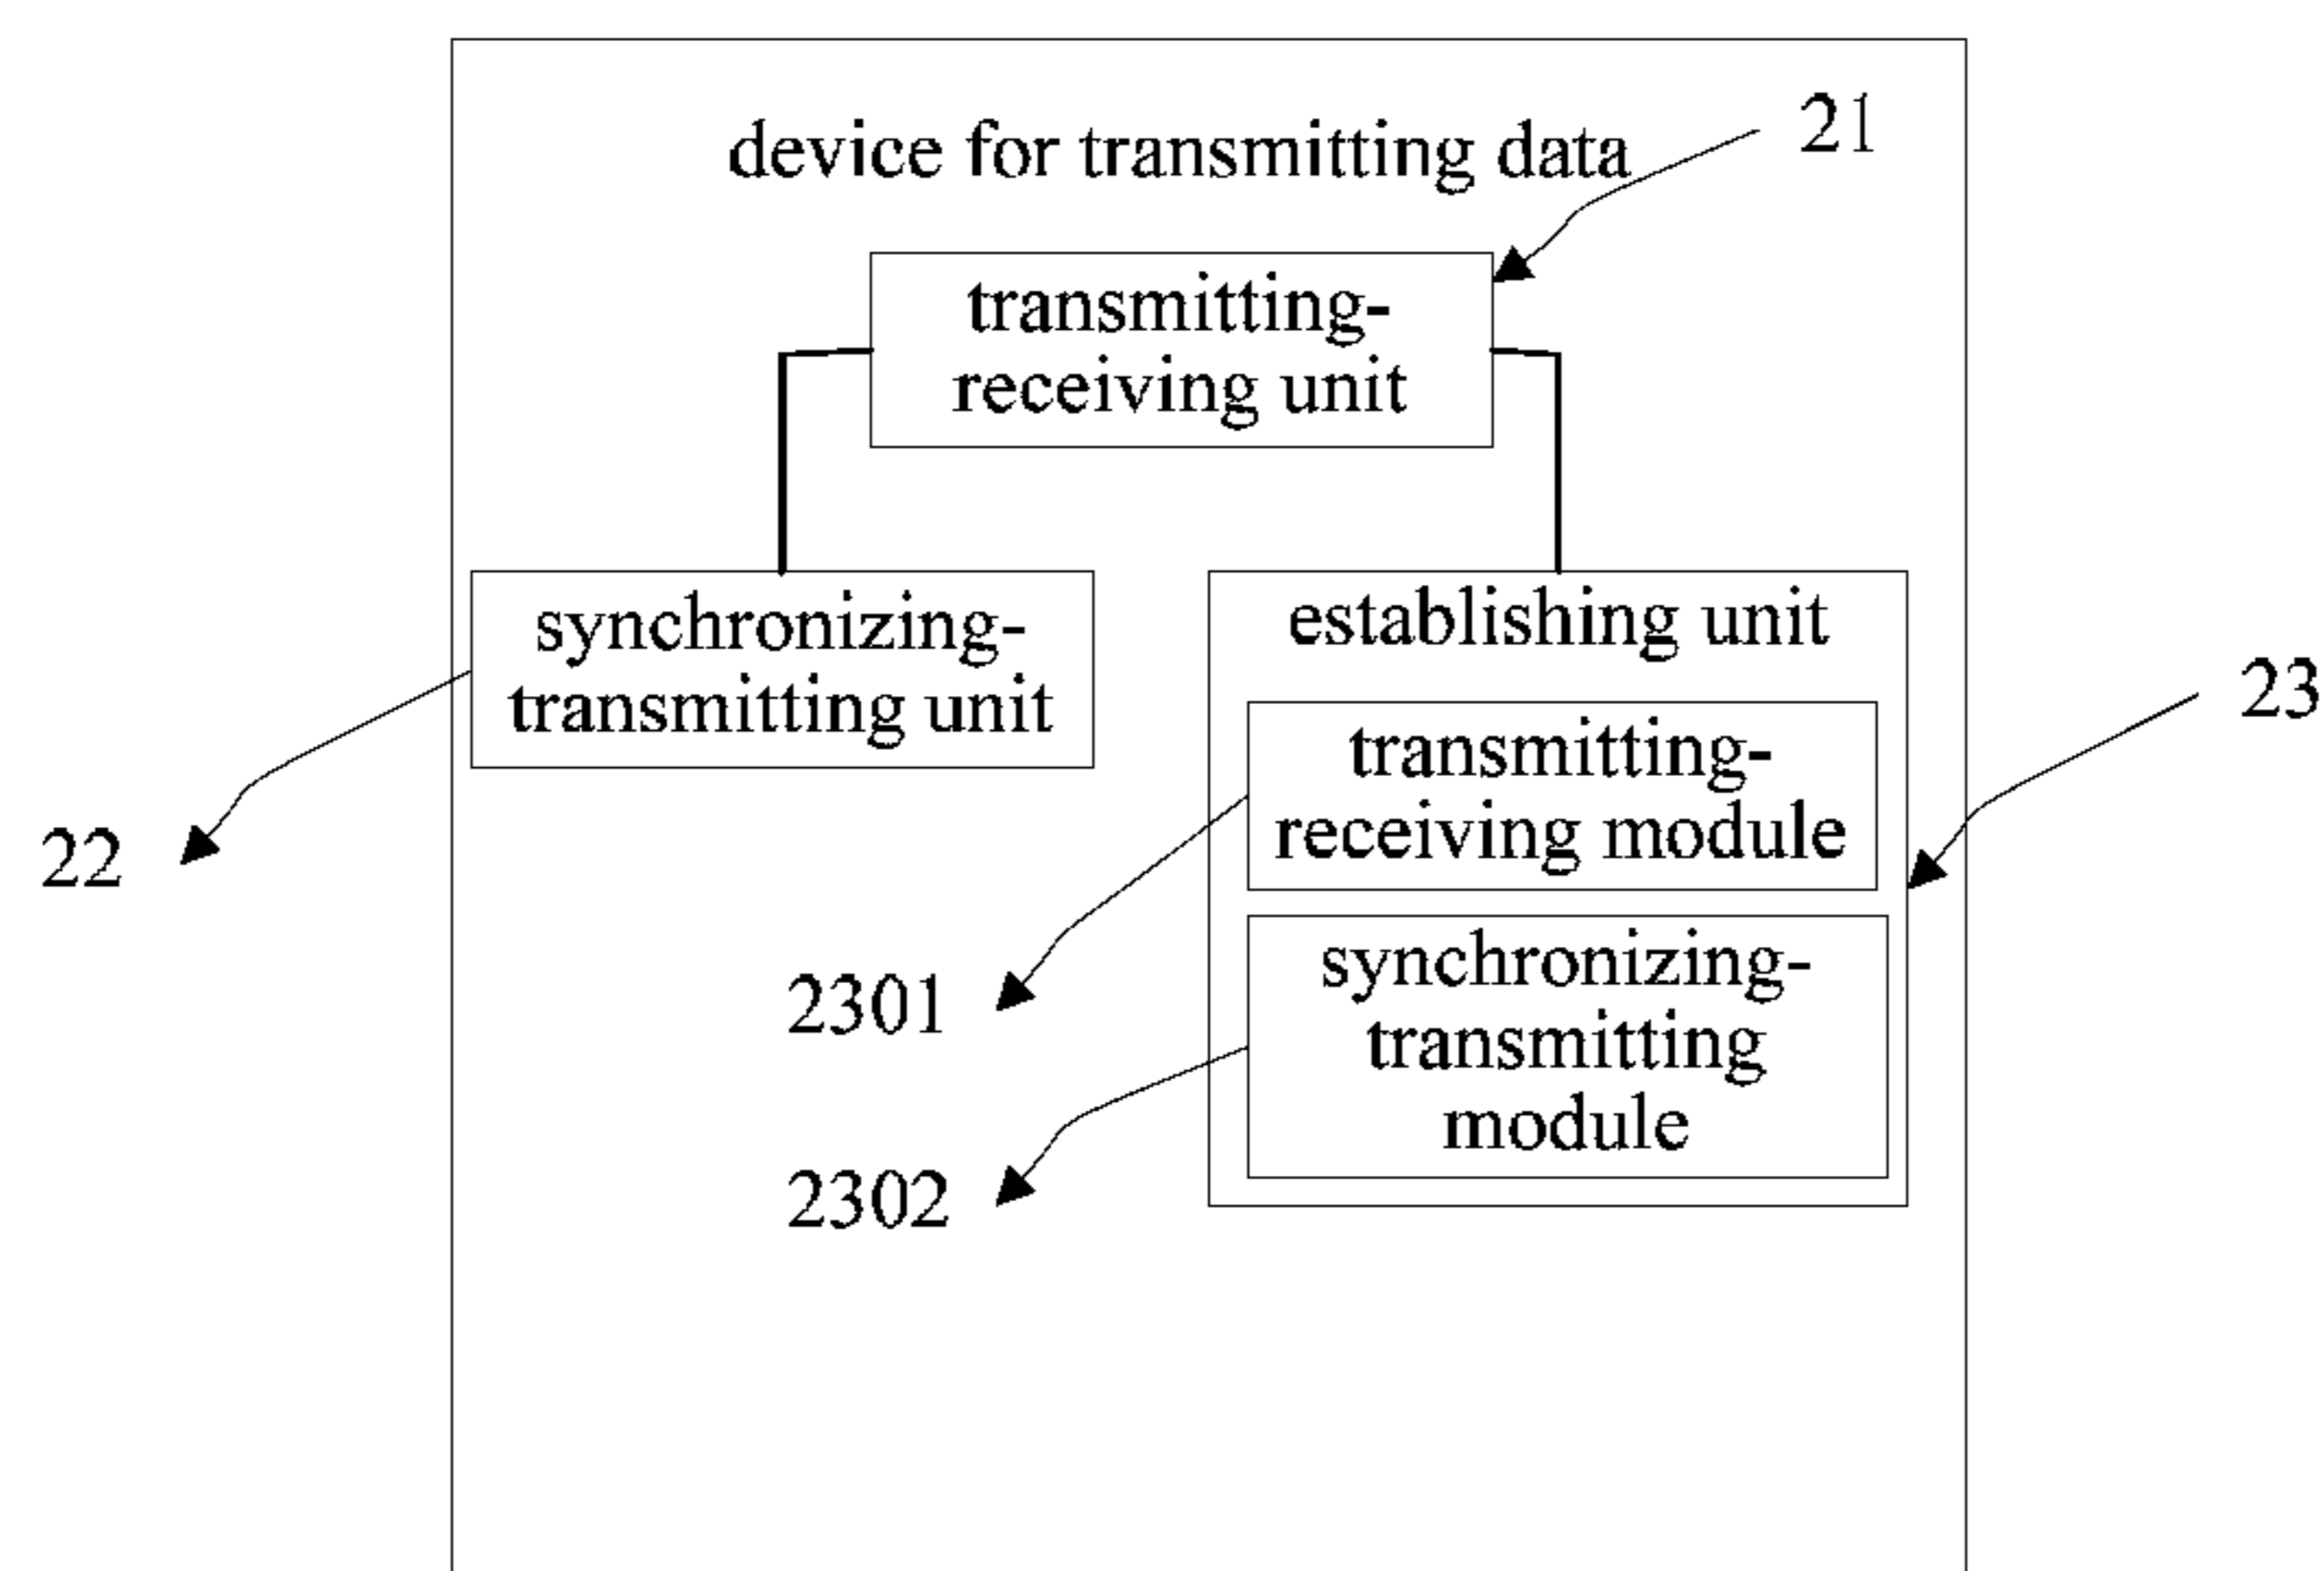 device for transmitting data
21
transmitting-
receiving unit
synchronizing-
transmitting unit
establishing unit
23
transmitting-
receiving module
22
synchronizing-
transmitting
module
2301
2302